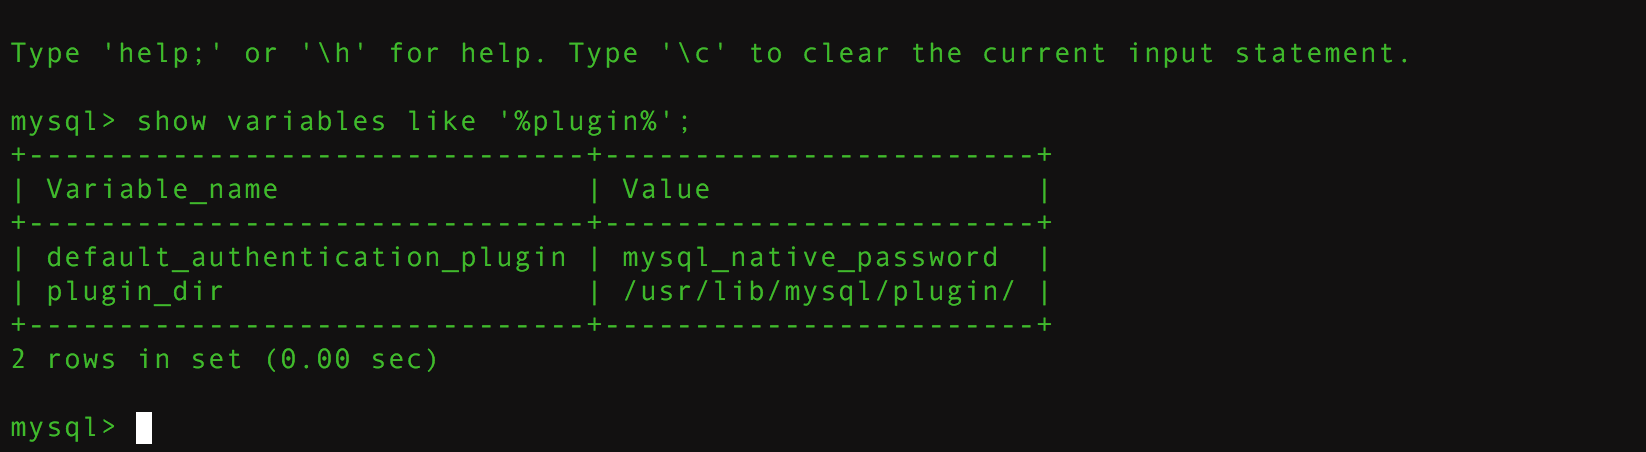 Type 'help;' or '\h' for help. Type '\c' to clear the current input statement.
mysql> show variables like '%plugin%';
+-------------------------------+------------------------+
| Variable_name                 | Value                  |
+-------------------------------+------------------------+
| default_authentication_plugin | mysql_native_password  |
| plugin_dir                    | /usr/lib/mysql/plugin/ |
+-------------------------------+------------------------+
2 rows in set (0.00 sec)
mysql>